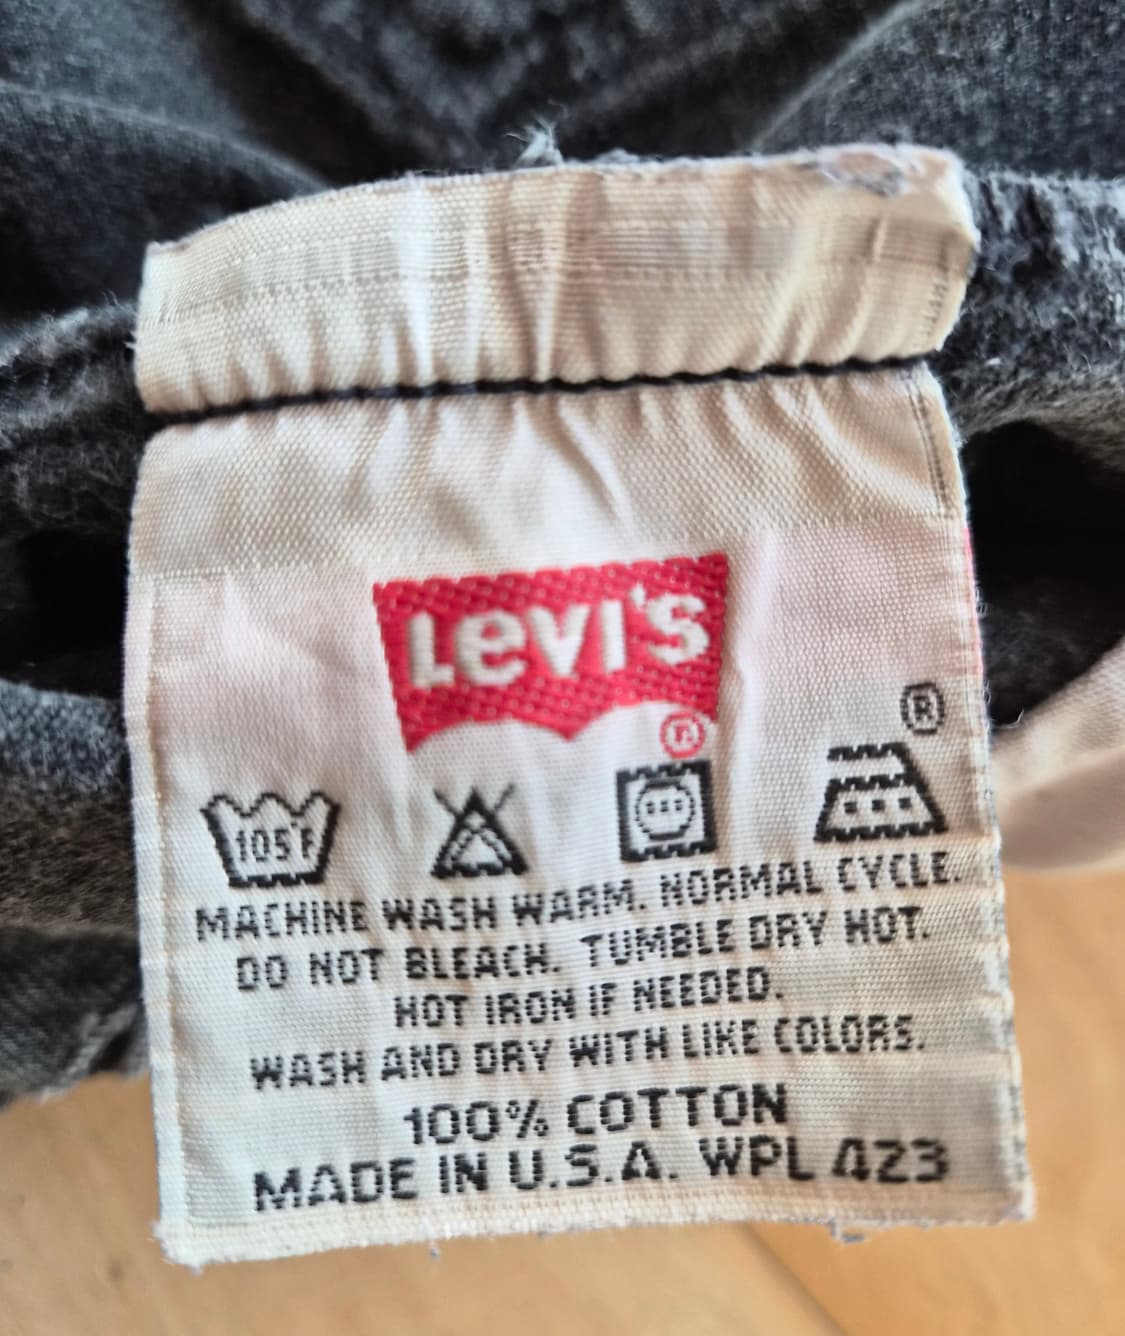 Levi's
®
®
105°F
MACHINE WASH WARM. NORMAL CYCLE.
DO NOT BLEACH. TUMBLE DRY HOT.
HOT IRON IF NEEDED.
WASH AND DRY WITH LIKE COLORS.
100% COTTON
MADE IN U.S.A. WPL 423